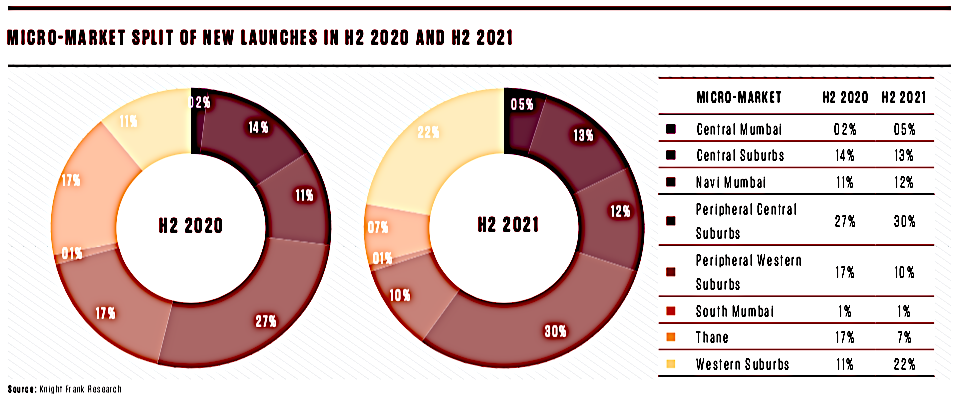 MICRO-MARKET SPLIT OF NEW LAUNCHES IN H2 2020 AND H2 2021
02%
14%
11%
27%
17%
01%
17%
11%
H2 2020
05%
13%
12%
30%
10%
01%
07%
22%
H2 2021
MICRO-MARKET H2 2020 H2 2021
Central Mumbai 02% 05%
Central Suburbs 14% 13%
Navi Mumbai 11% 12%
Peripheral Central
Suburbs 27% 30%
Peripheral Western
Suburbs 17% 10%
South Mumbai 1% 1%
Thane 17% 7%
Western Suburbs 11% 22%
Source: Knight Frank Research